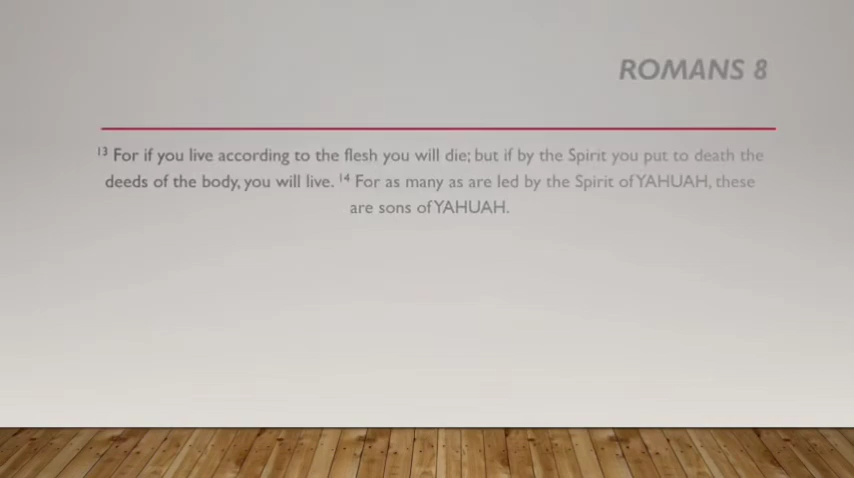 ROMANS 8
13 For if you live according to the flesh you will die; but if by the Spirit you put to death the
deeds of the body, you will live. 14 For as many as are led by the Spirit of YAHUAH, these
are sons of YAHUAH.